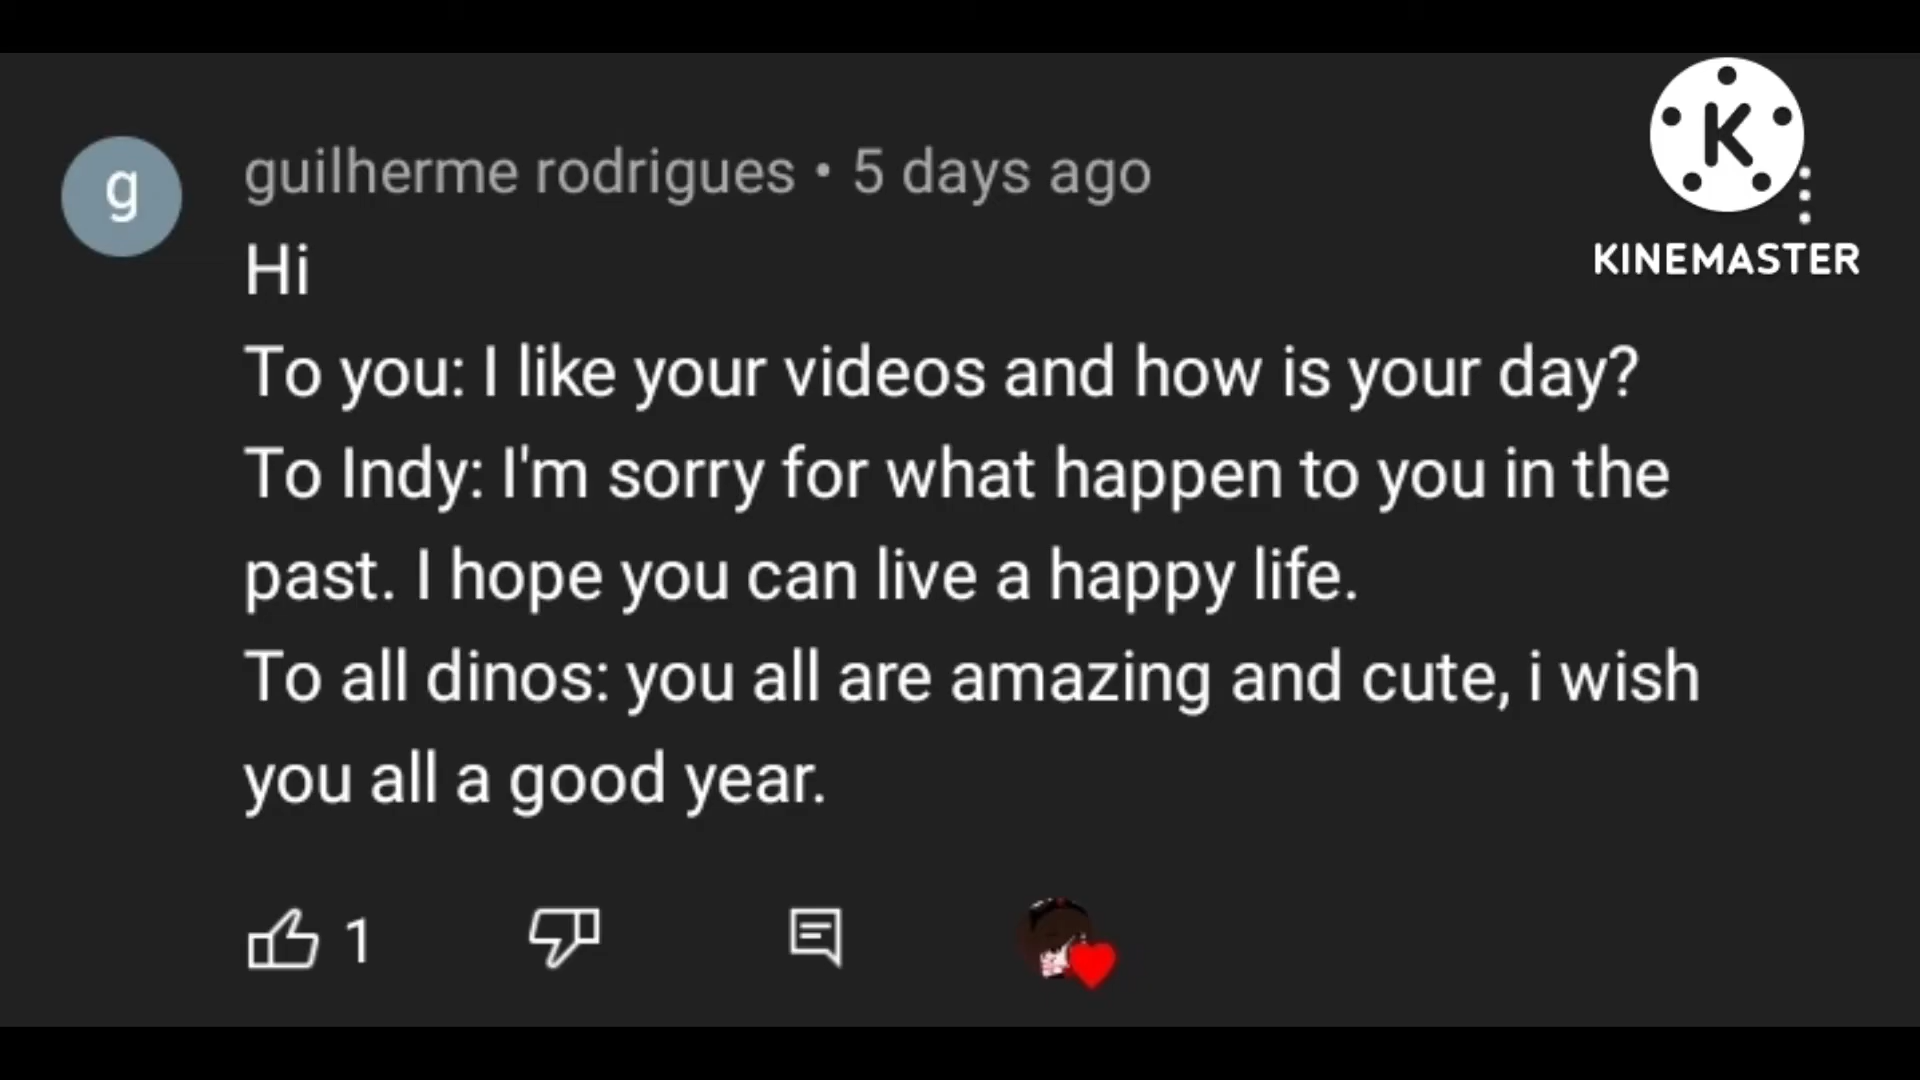 g
guilherme rodrigues • 5 days ago
K
KINEMASTER
Hi
To you: I like your videos and how is your day?
To Indy: I'm sorry for what happen to you in the
past. I hope you can live a happy life.
To all dinos: you all are amazing and cute, i wish
you all a good year.
1